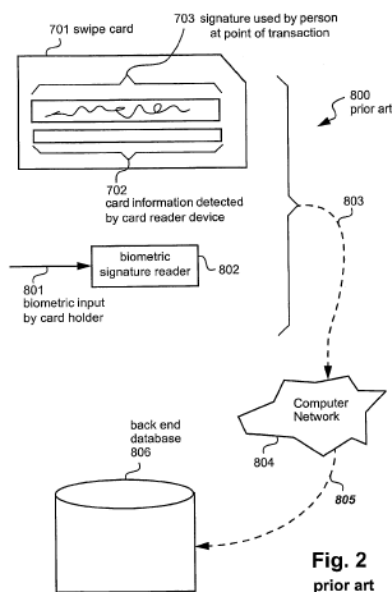 703 signature used by person
at point of transaction
701 swipe card
800
prior art
702
card information detected
by card reader device
803
biometric
signature reader
802
801
biometric input
by card holder
Computer
Network
804
back end
database
806
805
Fig. 2
prior art